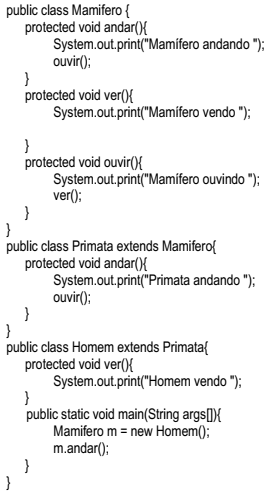 public class Mamifero {
protected void andar(){
System.out.print("Mamífero andando ");
ouvir();
}
protected void ver(){
System.out.print("Mamífero vendo ");
}
protected void ouvir(){
System.out.print("Mamífero ouvindo ");
ver();
}
}
public class Primata extends Mamifero{
protected void andar(){
System.out.print("Primata andando ");
ouvir();
}
}
public class Homem extends Primata{
protected void ver(){
System.out.print("Homem vendo ");
}
public static void main(String args[]){
Mamifero m = new Homem();
m.andar();
}
}